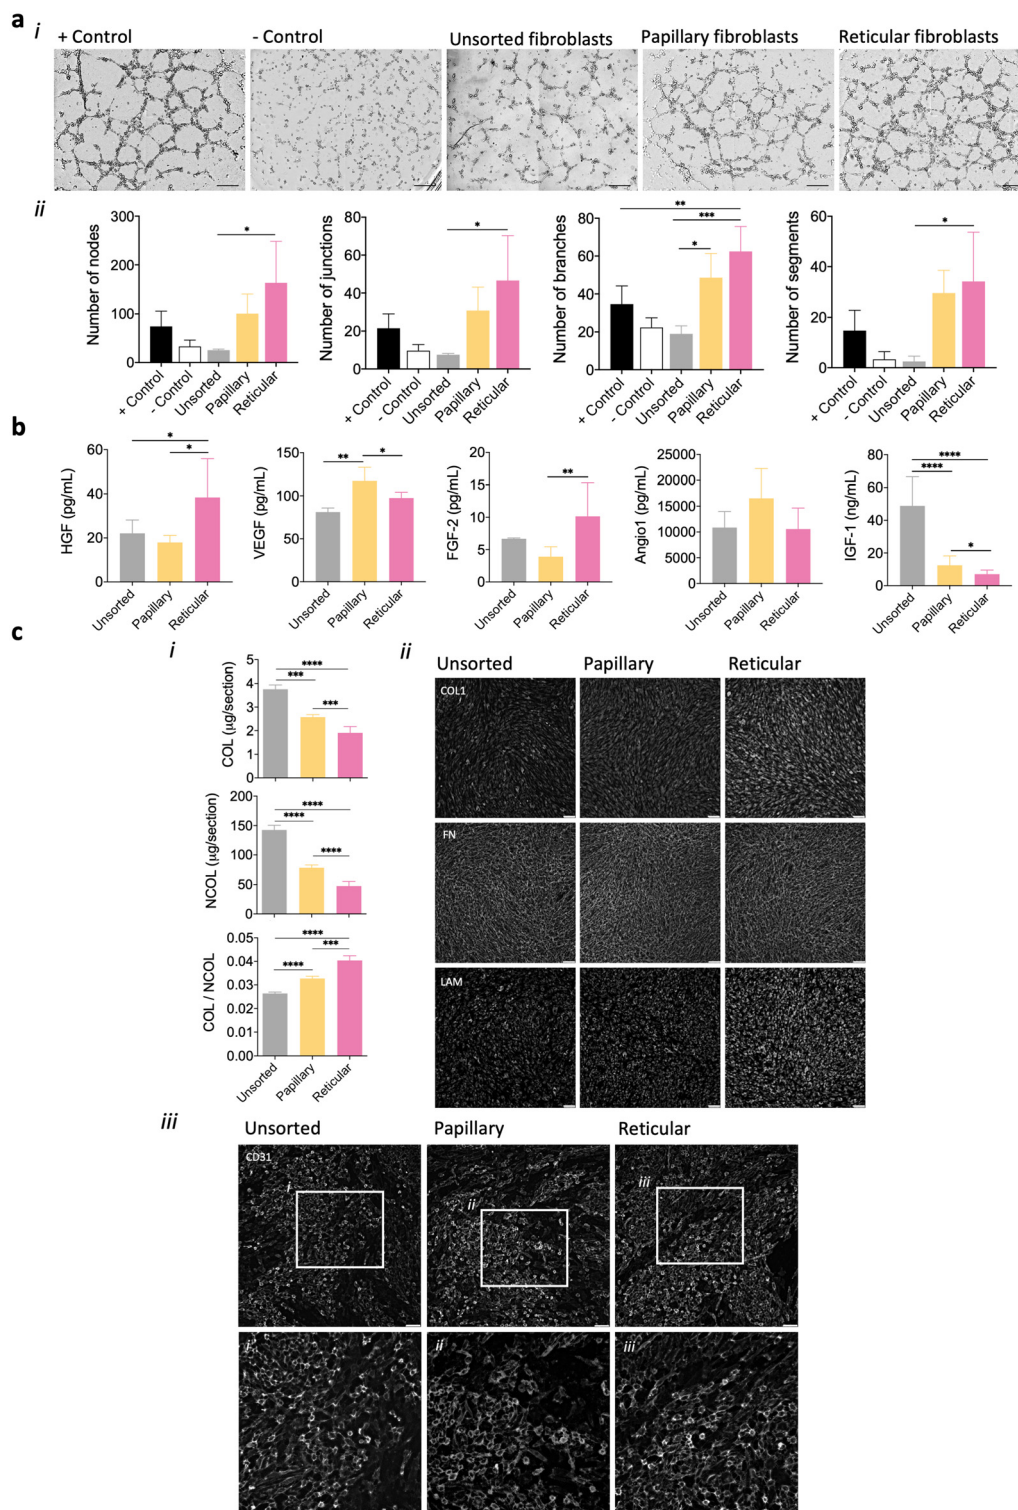 a
i
+ Control
- Control
Unsorted fibroblasts
Papillary fibroblasts
Reticular fibroblasts
ii
Number of nodes
300
200
100
0
*
+ Control
- Control
Unsorted
Papillary
Reticular
Number of junctions
80
60
40
20
0
*
+ Control
- Control
Unsorted
Papillary
Reticular
Number of branches
80
60
40
20
0
**
***
*
+ Control
- Control
Unsorted
Papillary
Reticular
Number of segments
60
40
20
0
*
+ Control
- Control
Unsorted
Papillary
Reticular
b
HGF (pg/mL)
60
40
20
0
*
*
Unsorted
Papillary
Reticular
VEGF (pg/mL)
150
100
50
0
**
*
Unsorted
Papillary
Reticular
FGF-2 (pg/mL)
20
15
10
5
0
**
Unsorted
Papillary
Reticular
Angio1 (pg/mL)
25000
20000
15000
10000
5000
0
Unsorted
Papillary
Reticular
IGF-1 (ng/mL)
80
60
40
20
0
****
****
*
Unsorted
Papillary
Reticular
c
i
COL (µg/section)
5
4
3
2
1
0
****
***
***
NCOL (µg/section)
200
150
100
50
0
****
****
****
COL / NCOL
0.05
0.04
0.03
0.02
0.01
0.00
****
***
****
Unsorted
Papillary
Reticular
ii
Unsorted
Papillary
Reticular
COL1
FN
LAM
iii
Unsorted
Papillary
Reticular
CD31
i
ii
iii
i
ii
iii